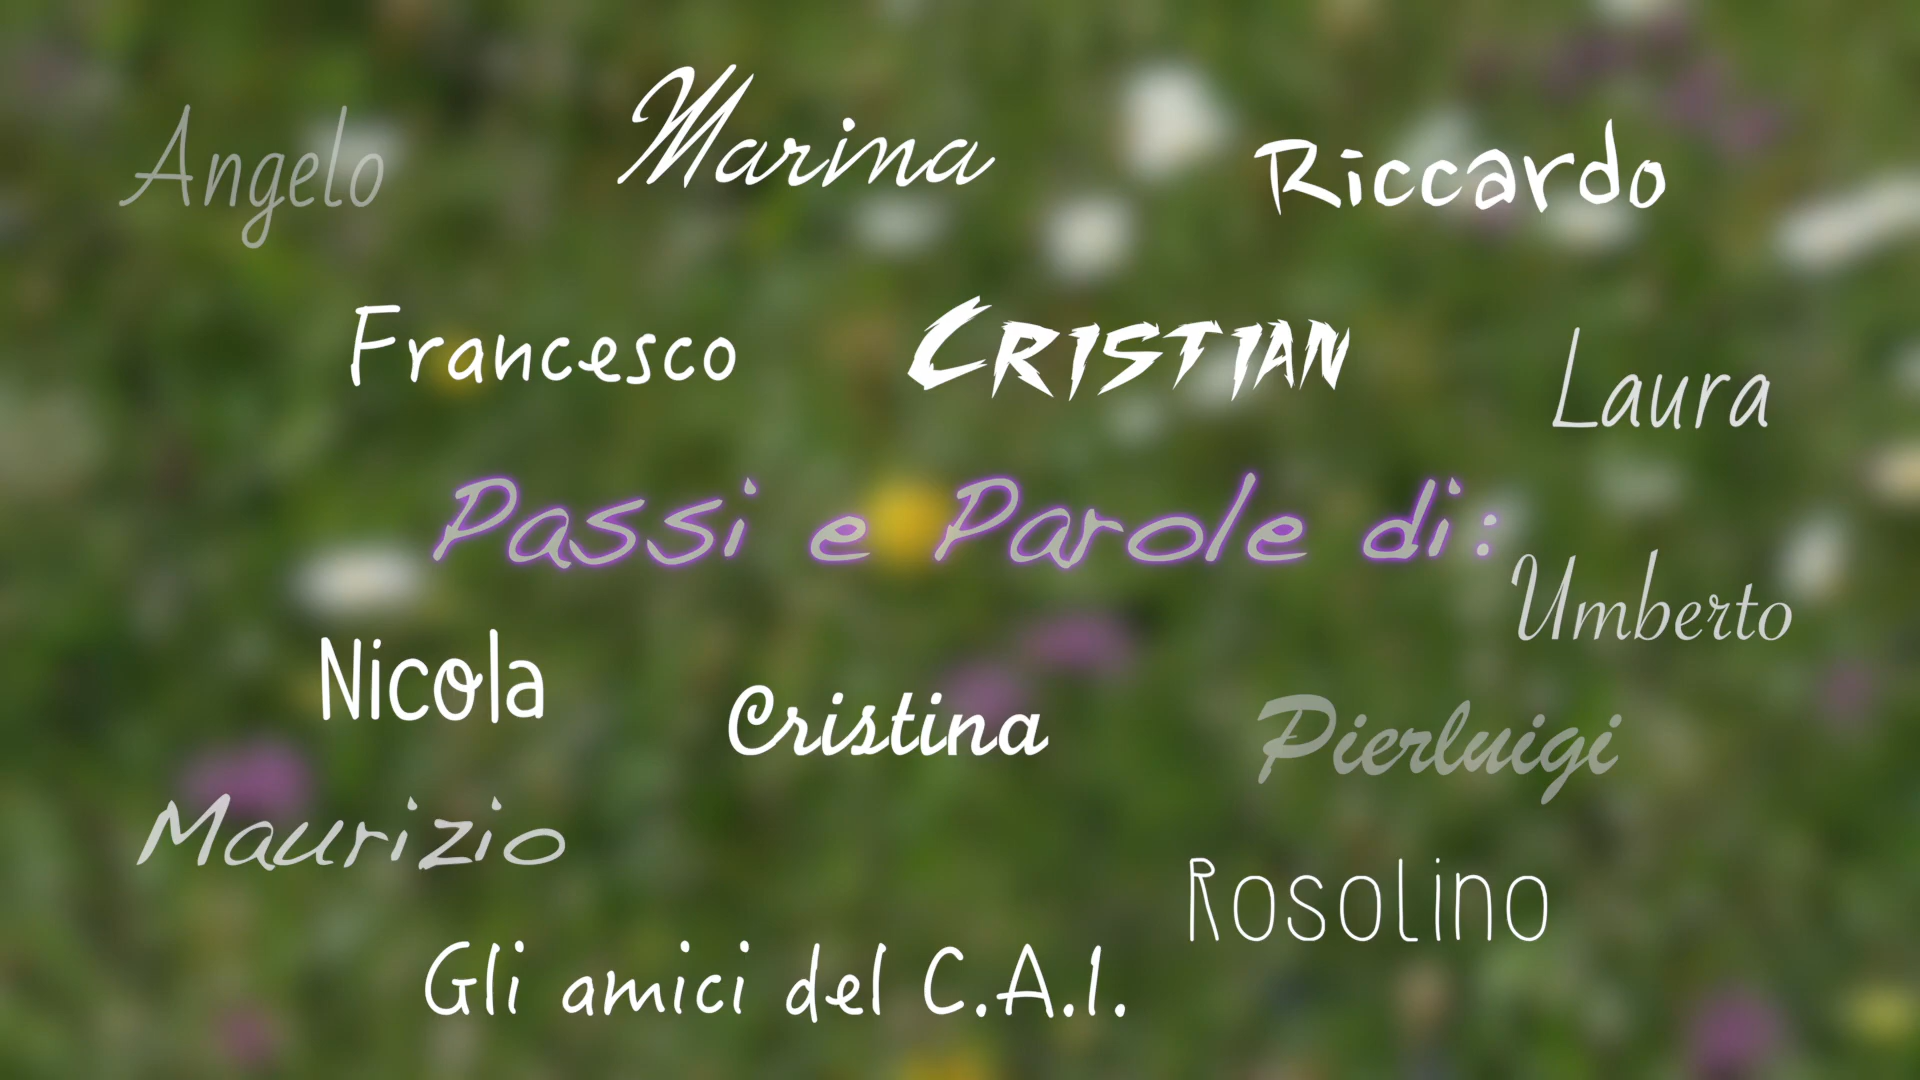 Angelo
Marina
Riccardo
Francesco
CRISTIAN
Laura
Passi e Parole di:
Umberto
Nicola
Cristina
Pierluigi
Maurizio
Rosolino
Gli amici del C.A.I.